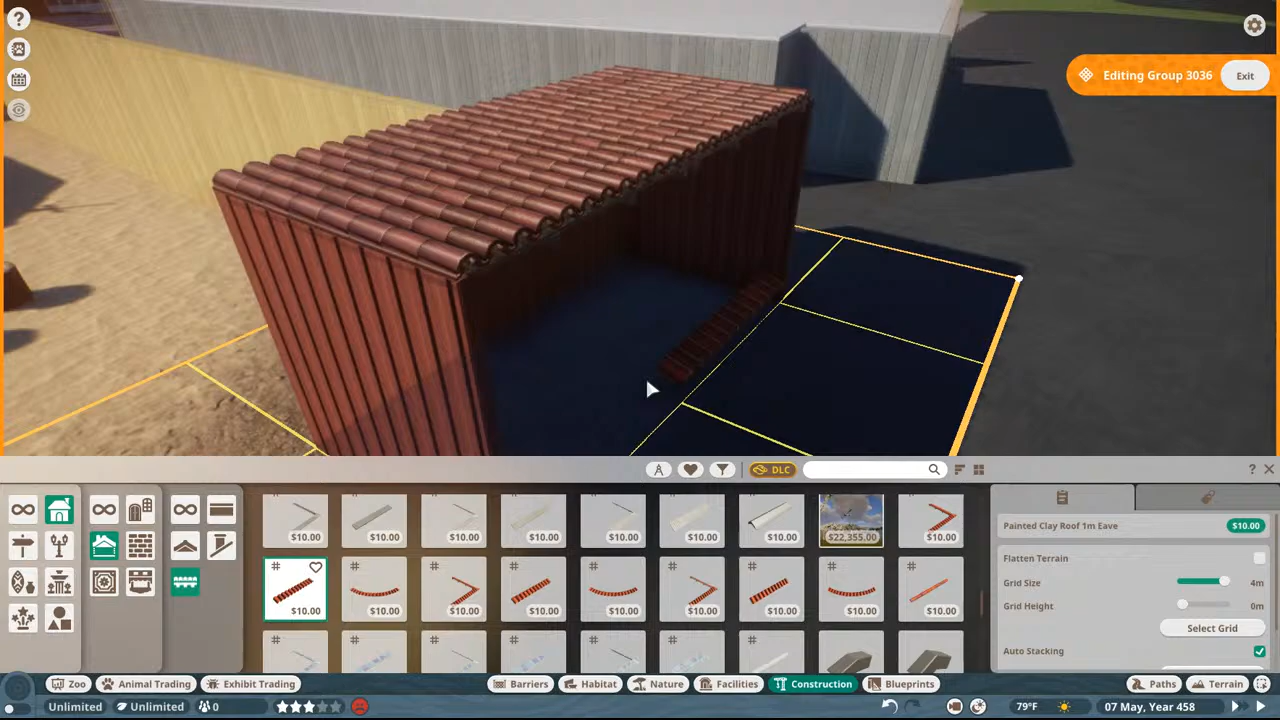 Editing Group 3036 Exit
DLC
$10.00 $10.00 $10.00 $10.00 $10.00 $10.00 $10.00 $22,355.00 $10.00
Painted Clay Roof 1m Eave $10.00
Flatten Terrain
Grid Size 4m
$10.00 $10.00 $10.00 $10.00 $10.00 $10.00 $10.00 $10.00 $10.00
Grid Height 0m
Select Grid
Auto Stacking
Zoo Animal Trading Exhibit Trading Barriers Habitat Nature Facilities Construction Blueprints Paths Terrain
Unlimited Unlimited 0 79°F 07 May, Year 458